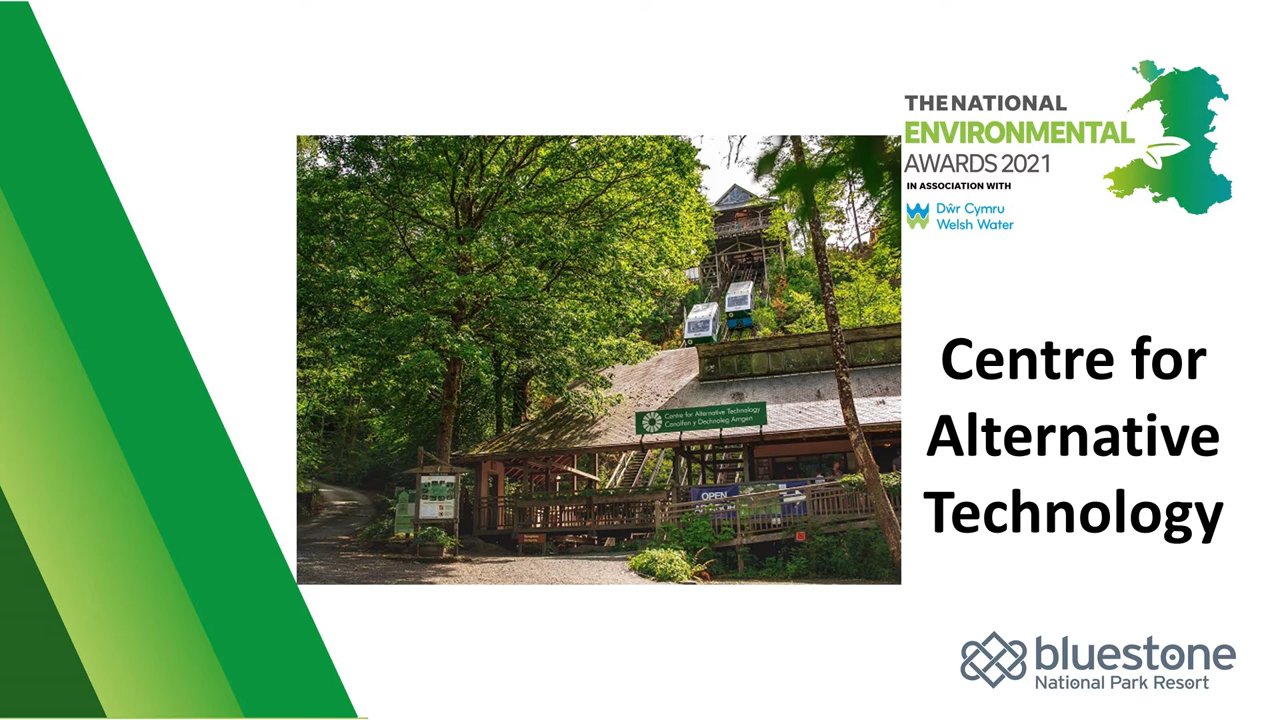 THE NATIONAL
ENVIRONMENTAL
AWARDS 2021
IN ASSOCIATION WITH
Dŵr Cymru
Welsh Water
Centre for Alternative Technology
Canolfan y Dechnoleg Amgen
OPEN
Centre for
Alternative
Technology
bluestone
National Park Resort